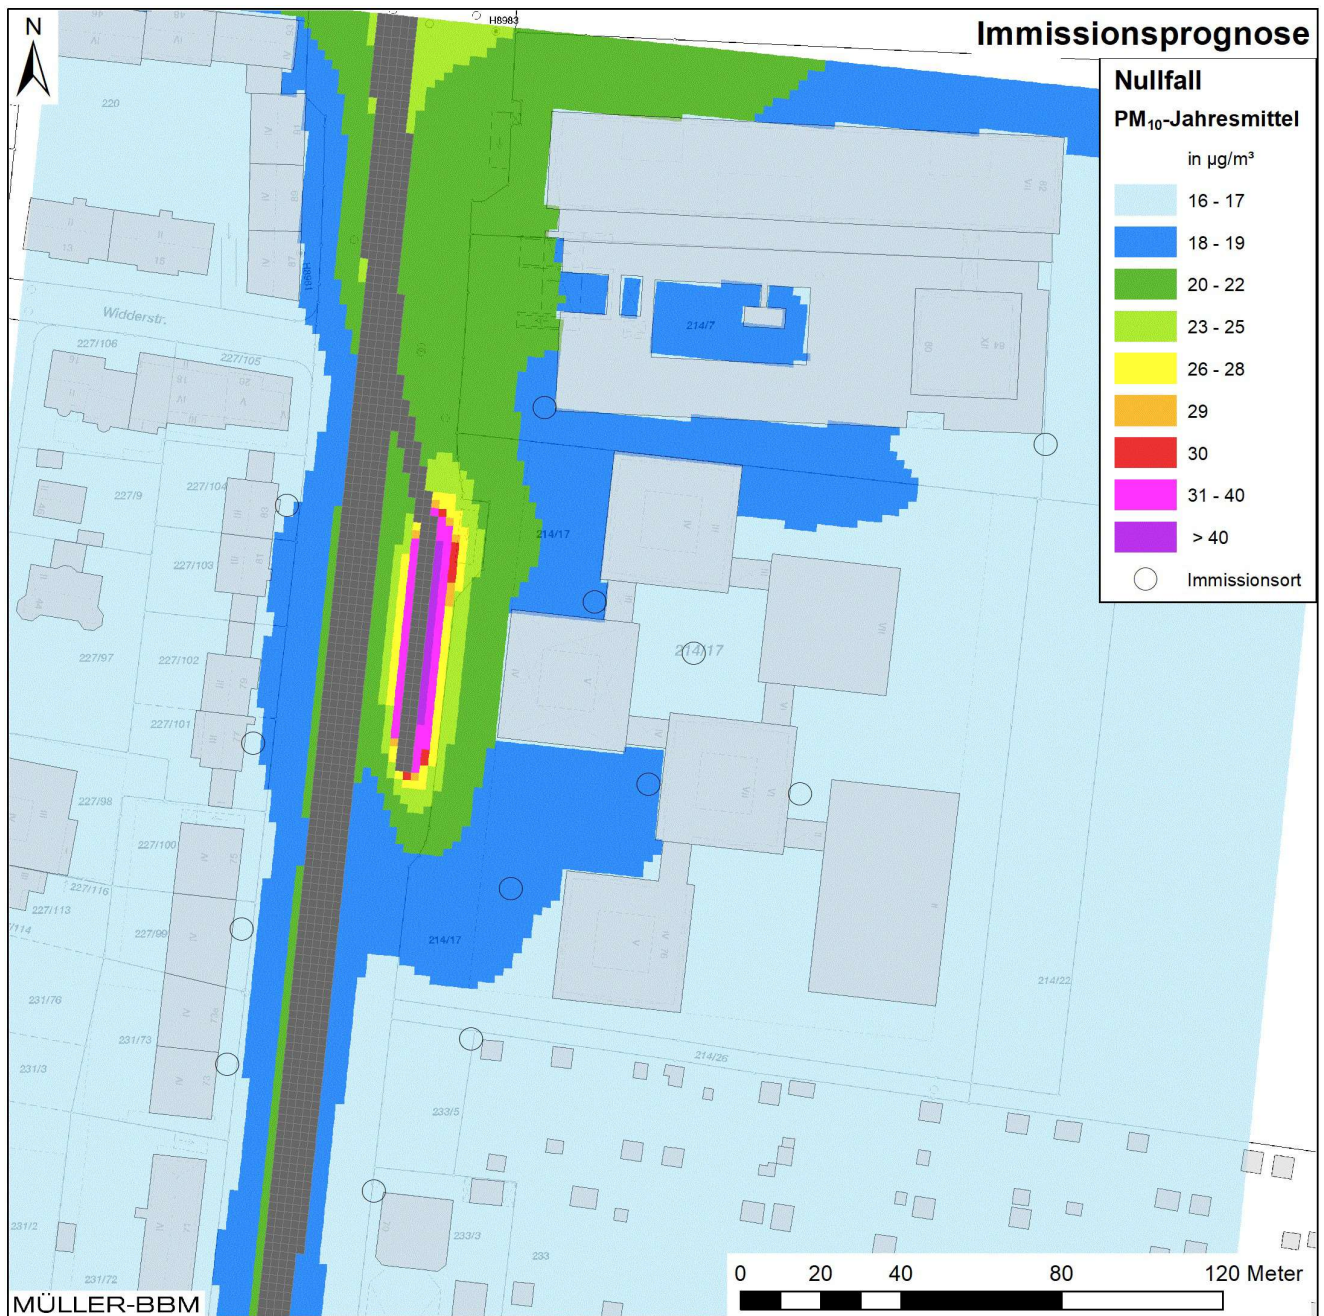 N
H8983
Immissionsprognose
Nullfall
PM₁₀-Jahresmittel
in µg/m³
16 - 17
18 - 19
20 - 22
23 - 25
26 - 28
29
30
31 - 40
> 40
Immissionsort
220
Widderstr.
227/106
227/105
214/7
227/9
227/104
227/103
214/17
227/97
227/102
214/17
227/101
227/98
227/100
227/116
227/113
227/99
214/17
231/76
214/22
231/73
231/3
214/26
233/5
231/2
233/3
233
231/72
0 20 40 80 120 Meter
MÜLLER-BBM